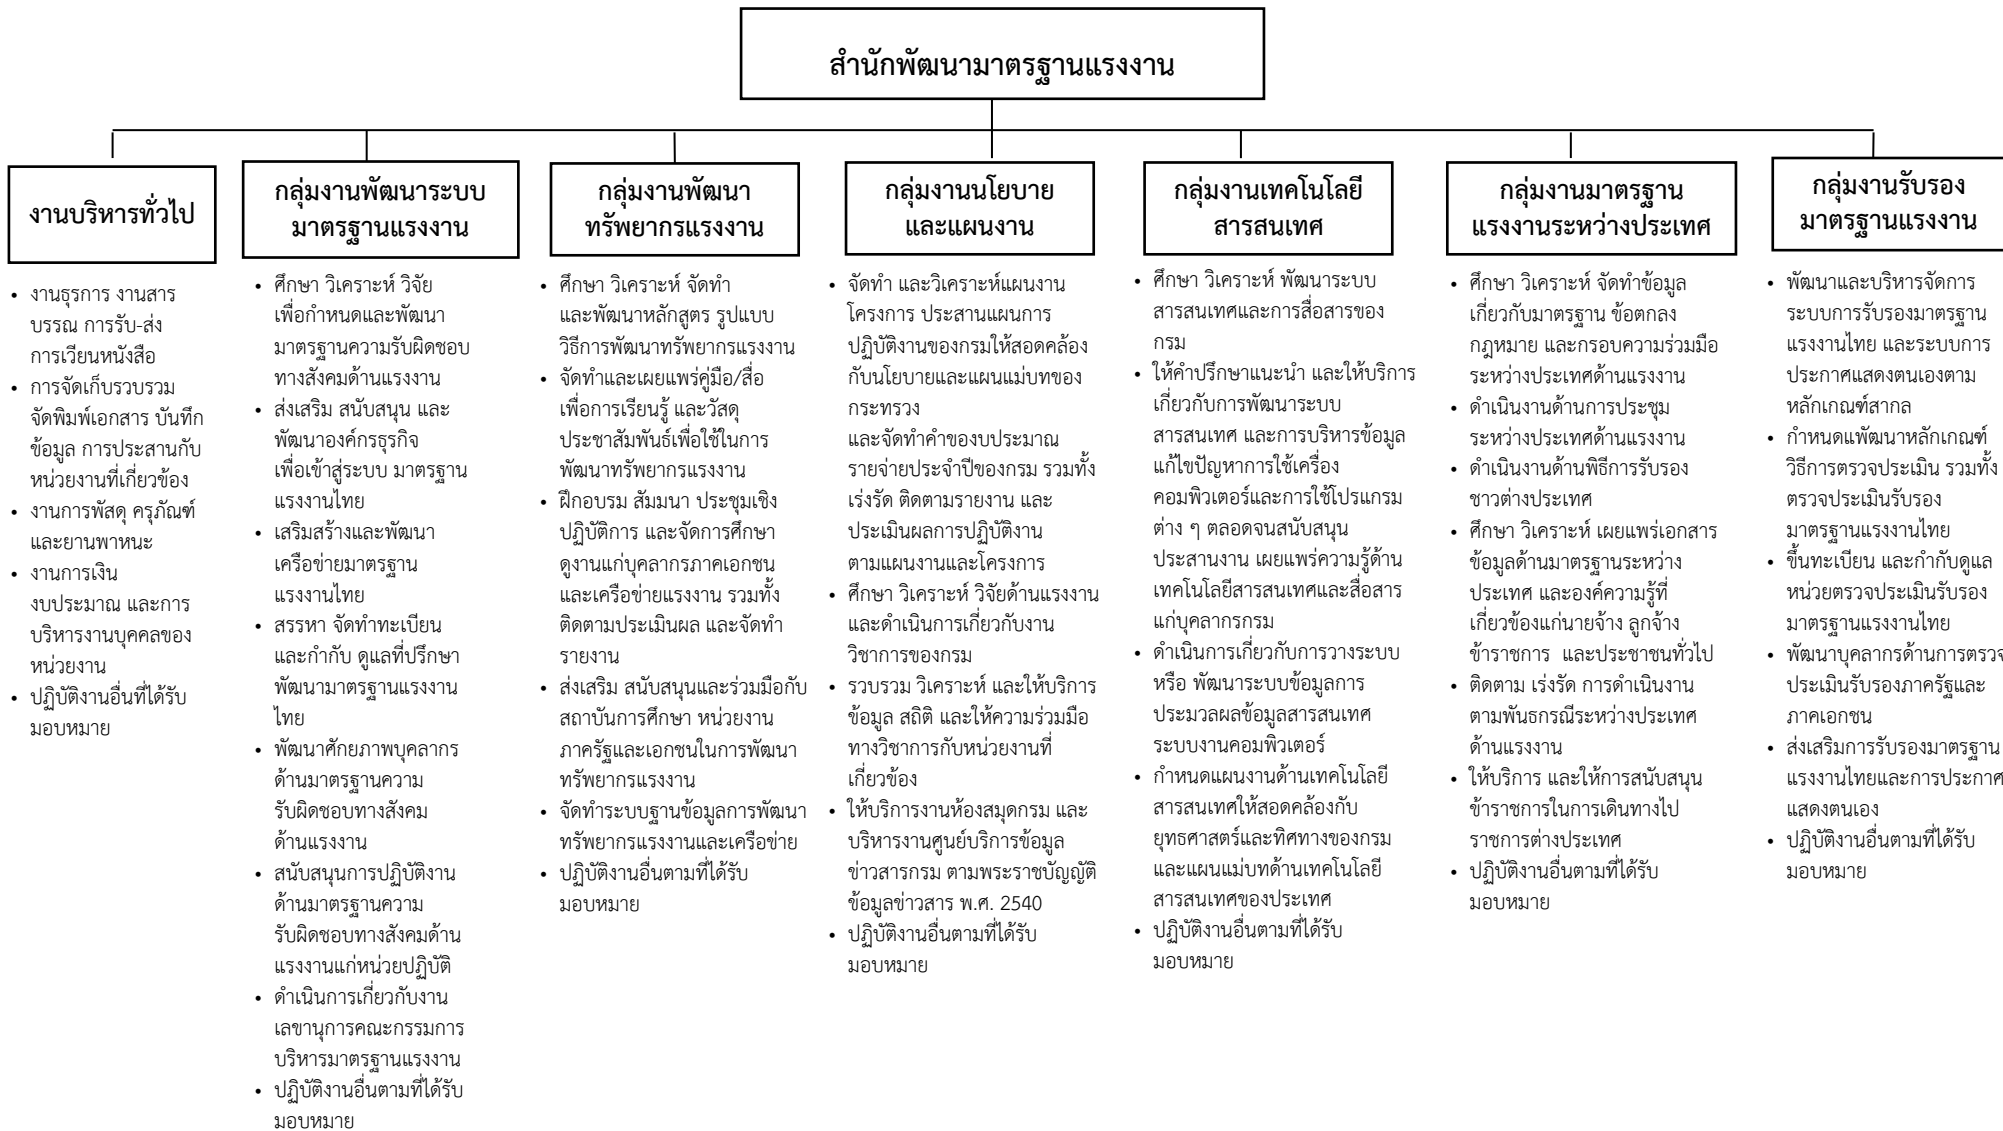 สำนักพัฒนามาตรฐานแรงงาน
งานบริหารทั่วไป
• งานธุรการ งานสาร
บรรณ การรับ-ส่ง
การเวียนหนังสือ
• การจัดเก็บรวบรวม
จัดพิมพ์เอกสาร บันทึก
ข้อมูล การประสานกับ
หน่วยงานที่เกี่ยวข้อง
• งานการพัสดุ ครุภัณฑ์
และยานพาหนะ
• งานการเงิน
งบประมาณ และการ
บริหารงานบุคคลของ
หน่วยงาน
• ปฏิบัติงานอื่นที่ได้รับ
มอบหมาย
กลุ่มงานพัฒนาระบบ
มาตรฐานแรงงาน
• ศึกษา วิเคราะห์ วิจัย
เพื่อกำหนดและพัฒนา
มาตรฐานความรับผิดชอบ
ทางสังคมด้านแรงงาน
• ส่งเสริม สนับสนุน และ
พัฒนาองค์กรธุรกิจ
เพื่อเข้าสู่ระบบ มาตรฐาน
แรงงานไทย
• เสริมสร้างและพัฒนา
เครือข่ายมาตรฐาน
แรงงานไทย
• สรรหา จัดทำทะเบียน
และกำกับ ดูแลที่ปรึกษา
พัฒนามาตรฐานแรงงาน
ไทย
• พัฒนาศักยภาพบุคลากร
ด้านมาตรฐานความ
รับผิดชอบทางสังคม
ด้านแรงงาน
• สนับสนุนการปฏิบัติงาน
ด้านมาตรฐานความ
รับผิดชอบทางสังคมด้าน
แรงงานแก่หน่วยปฏิบัติ
• ดำเนินการเกี่ยวกับงาน
เลขานุการคณะกรรมการ
บริหารมาตรฐานแรงงาน
• ปฏิบัติงานอื่นตามที่ได้รับ
มอบหมาย
กลุ่มงานพัฒนา
ทรัพยากรแรงงาน
• ศึกษา วิเคราะห์ จัดทำ
และพัฒนาหลักสูตร รูปแบบ
วิธีการพัฒนาทรัพยากรแรงงาน
• จัดทำและเผยแพร่คู่มือ/สื่อ
เพื่อการเรียนรู้ และวัสดุ
ประชาสัมพันธ์เพื่อใช้ในการ
พัฒนาทรัพยากรแรงงาน
• ฝึกอบรม สัมมนา ประชุมเชิง
ปฏิบัติการ และจัดการศึกษา
ดูงานแก่บุคลากรภาคเอกชน
และเครือข่ายแรงงาน รวมทั้ง
ติดตามประเมินผล และจัดทำ
รายงาน
• ส่งเสริม สนับสนุนและร่วมมือกับ
สถาบันการศึกษา หน่วยงาน
ภาครัฐและเอกชนในการพัฒนา
ทรัพยากรแรงงาน
• จัดทำระบบฐานข้อมูลการพัฒนา
ทรัพยากรแรงงานและเครือข่าย
• ปฏิบัติงานอื่นตามที่ได้รับ
มอบหมาย
กลุ่มงานนโยบาย
และแผนงาน
• จัดทำ และวิเคราะห์แผนงาน
โครงการ ประสานแผนการ
ปฏิบัติงานของกรมให้สอดคล้อง
กับนโยบายและแผนแม่บทของ
กระทรวง
และจัดทำคำของบประมาณ
รายจ่ายประจำปีของกรม รวมทั้ง
เร่งรัด ติดตามรายงาน และ
ประเมินผลการปฏิบัติงาน
ตามแผนงานและโครงการ
• ศึกษา วิเคราะห์ วิจัยด้านแรงงาน
และดำเนินการเกี่ยวกับงาน
วิชาการของกรม
• รวบรวม วิเคราะห์ และให้บริการ
ข้อมูล สถิติ และให้ความร่วมมือ
ทางวิชาการกับหน่วยงานที่
เกี่ยวข้อง
• ให้บริการงานห้องสมุดกรม และ
บริหารงานศูนย์บริการข้อมูล
ข่าวสารกรม ตามพระราชบัญญัติ
ข้อมูลข่าวสาร พ.ศ. 2540
• ปฏิบัติงานอื่นตามที่ได้รับ
มอบหมาย
กลุ่มงานเทคโนโลยี
สารสนเทศ
• ศึกษา วิเคราะห์ พัฒนาระบบ
สารสนเทศและการสื่อสารของ
กรม
• ให้คำปรึกษาแนะนำ และให้บริการ
เกี่ยวกับการพัฒนาระบบ
สารสนเทศ และการบริหารข้อมูล
แก้ไขปัญหาการใช้เครื่อง
คอมพิวเตอร์และการใช้โปรแกรม
ต่าง ๆ ตลอดจนสนับสนุน
ประสานงาน เผยแพร่ความรู้ด้าน
เทคโนโลยีสารสนเทศและสื่อสาร
แก่บุคลากรกรม
• ดำเนินการเกี่ยวกับการวางระบบ
หรือ พัฒนาระบบข้อมูลการ
ประมวลผลข้อมูลสารสนเทศ
ระบบงานคอมพิวเตอร์
• กำหนดแผนงานด้านเทคโนโลยี
สารสนเทศให้สอดคล้องกับ
ยุทธศาสตร์และทิศทางของกรม
และแผนแม่บทด้านเทคโนโลยี
สารสนเทศของประเทศ
• ปฏิบัติงานอื่นตามที่ได้รับ
มอบหมาย
กลุ่มงานมาตรฐาน
แรงงานระหว่างประเทศ
• ศึกษา วิเคราะห์ จัดทำข้อมูล
เกี่ยวกับมาตรฐาน ข้อตกลง
กฎหมาย และกรอบความร่วมมือ
ระหว่างประเทศด้านแรงงาน
• ดำเนินงานด้านการประชุม
ระหว่างประเทศด้านแรงงาน
• ดำเนินงานด้านพิธีการรับรอง
ชาวต่างประเทศ
• ศึกษา วิเคราะห์ เผยแพร่เอกสาร
ข้อมูลด้านมาตรฐานระหว่าง
ประเทศ และองค์ความรู้ที่
เกี่ยวข้องแก่นายจ้าง ลูกจ้าง
ข้าราชการ และประชาชนทั่วไป
• ติดตาม เร่งรัด การดำเนินงาน
ตามพันธกรณีระหว่างประเทศ
ด้านแรงงาน
• ให้บริการ และให้การสนับสนุน
ข้าราชการในการเดินทางไป
ราชการต่างประเทศ
• ปฏิบัติงานอื่นตามที่ได้รับ
มอบหมาย
กลุ่มงานรับรอง
มาตรฐานแรงงาน
• พัฒนาและบริหารจัดการ
ระบบการรับรองมาตรฐาน
แรงงานไทย และระบบการ
ประกาศแสดงตนเองตาม
หลักเกณฑ์สากล
• กำหนดแพัฒนาหลักเกณฑ์
วิธีการตรวจประเมิน รวมทั้ง
ตรวจประเมินรับรอง
มาตรฐานแรงงานไทย
• ขึ้นทะเบียน และกำกับดูแล
หน่วยตรวจประเมินรับรอง
มาตรฐานแรงงานไทย
• พัฒนาบุคลากรด้านการตรวจ
ประเมินรับรองภาครัฐและ
ภาคเอกชน
• ส่งเสริมการรับรองมาตรฐาน
แรงงานไทยและการประกาศ
แสดงตนเอง
• ปฏิบัติงานอื่นตามที่ได้รับ
มอบหมาย